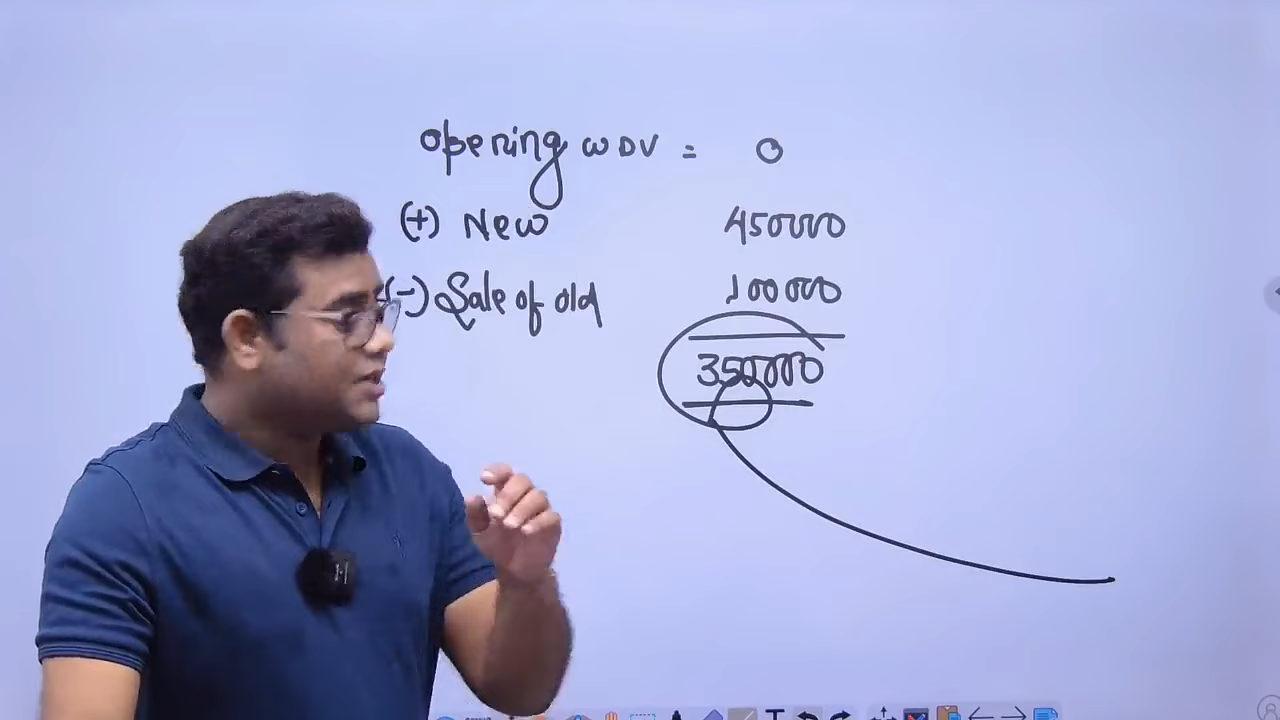 opening WDV = 0
(+) New 450000
(-) Sale of old 100000
350000